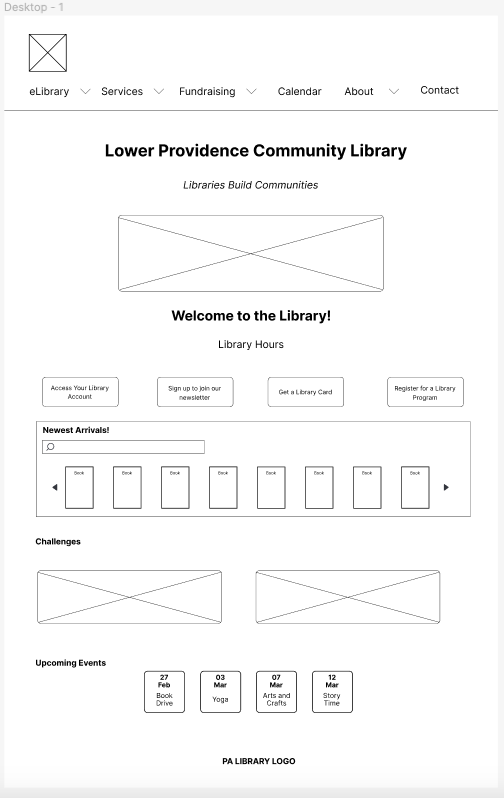 Desktop - 1
eLibrary Services Fundraising Calendar About Contact
Lower Providence Community Library
Libraries Build Communities
Welcome to the Library!
Library Hours
Access Your Library
Account
Sign up to join our
newsletter
Get a Library Card
Register for a Library
Program
Newest Arrivals!
Book Book Book Book Book Book Book Book
Challenges
Upcoming Events
27
Feb
Book
Drive
03
Mar
Yoga
07
Mar
Arts and
Crafts
12
Mar
Story
Time
PA LIBRARY LOGO